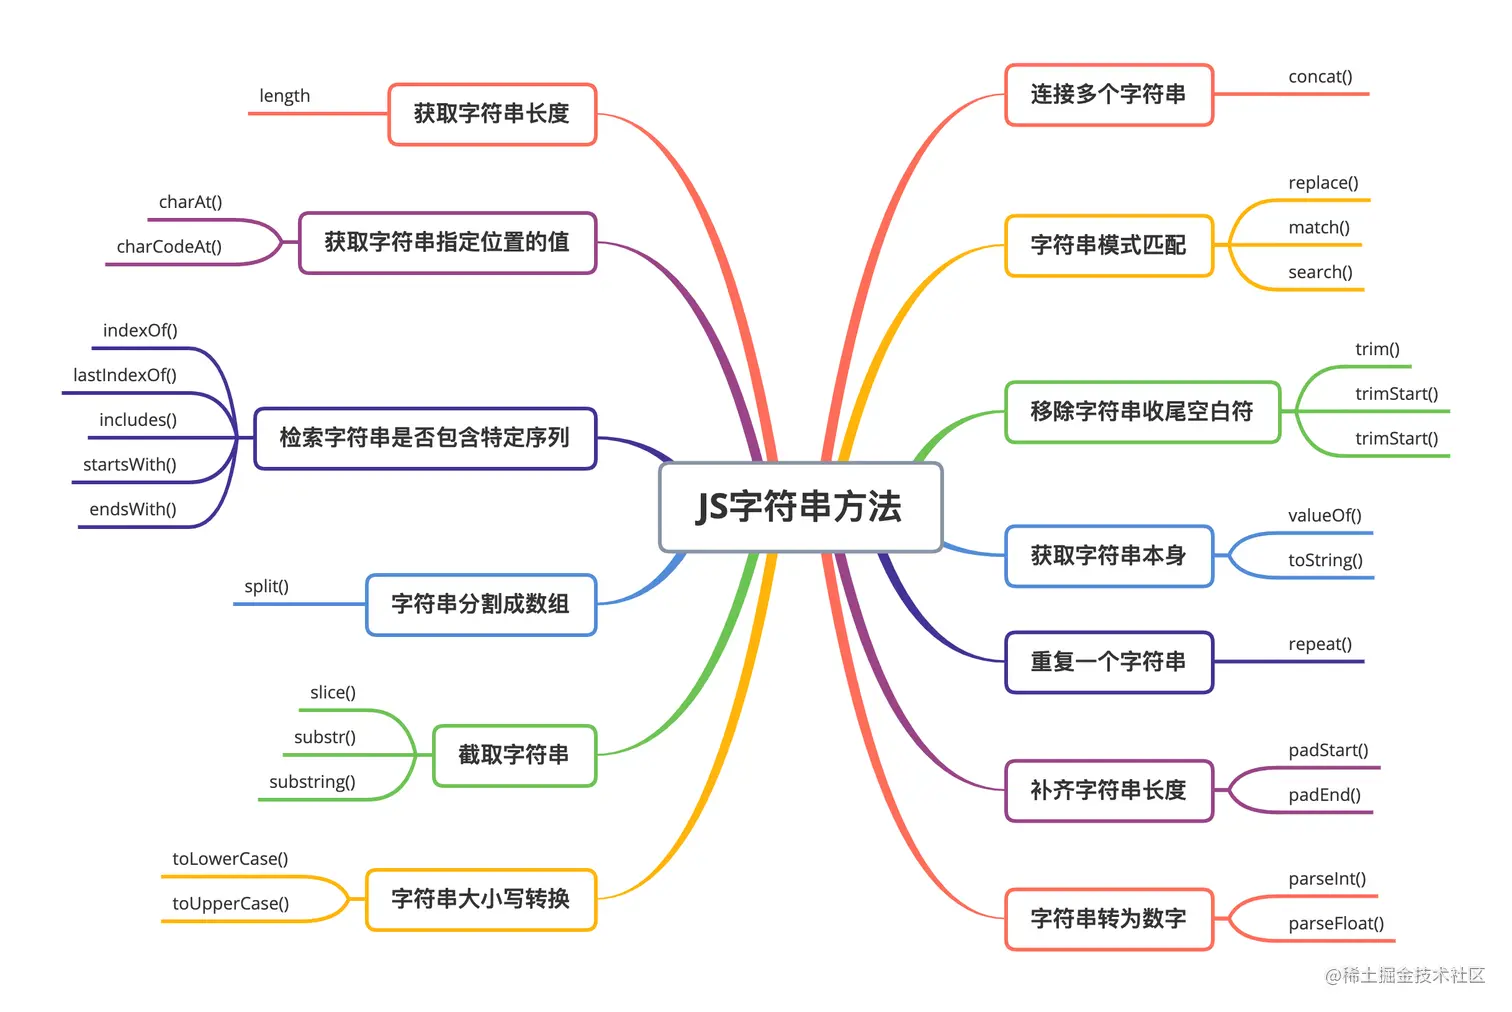 JS字符串方法
获取字符串长度
length
获取字符串指定位置的值
charAt()
charCodeAt()
检索字符串是否包含特定序列
indexOf()
lastIndexOf()
includes()
startsWith()
endsWith()
字符串分割成数组
split()
截取字符串
slice()
substr()
substring()
字符串大小写转换
toLowerCase()
toUpperCase()
连接多个字符串
concat()
字符串模式匹配
replace()
match()
search()
移除字符串收尾空白符
trim()
trimStart()
trimStart()
获取字符串本身
valueOf()
toString()
重复一个字符串
repeat()
补齐字符串长度
padStart()
padEnd()
字符串转为数字
parseInt()
parseFloat()
@稀土掘金技术社区